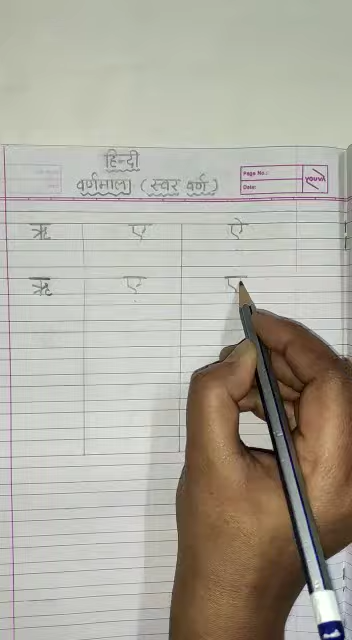 हिन्दी
वर्णमाला (स्वर वर्ण)
Page No.:
Date:
youva
ऋ ए ऐ
ऋ ए ए